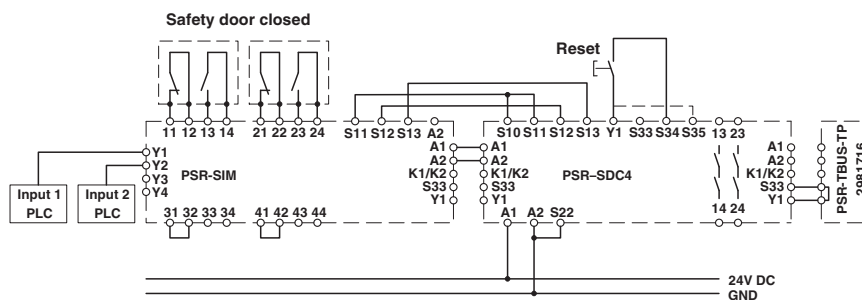 Safety door closed
Reset
11 12 13 14 21 22 23 24 S11 S12 S13 A2 S10 S11 S12 S13 Y1 S33 S34 S35 13 23
Y1 A1 A1 A1
Y2 A2 A2 A2
PSR-SIM PSR–SDC4
Y3 K1/K2 K1/K2 K1/K2
Y4 S33 S33 S33
Y1 Y1 Y1
Input 1 PLC
Input 2 PLC
31 32 33 34 41 42 43 44 A1 A2 S22 14 24
PSR-TBUS-TP
2981716
24V DC
GND